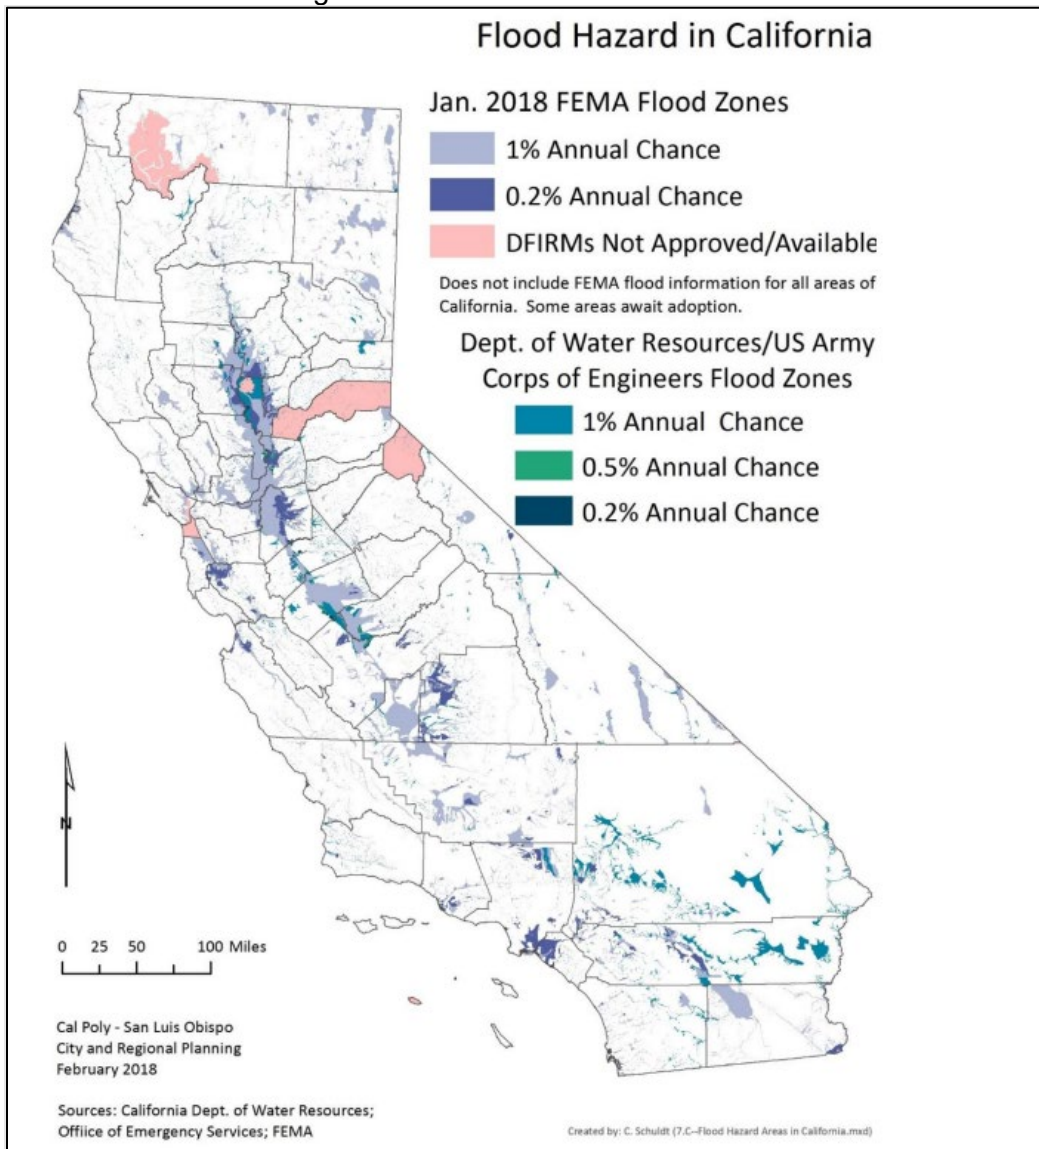 Flood Hazard in California
Jan. 2018 FEMA Flood Zones
1% Annual Chance
0.2% Annual Chance
DFIRMs Not Approved/Available
Does not include FEMA flood information for all areas of
California. Some areas await adoption.
Dept. of Water Resources/US Army
Corps of Engineers Flood Zones
1% Annual Chance
0.5% Annual Chance
0.2% Annual Chance
N
0 25 50 100 Miles
Cal Poly - San Luis Obispo
City and Regional Planning
February 2018
Sources: California Dept. of Water Resources;
Offiice of Emergency Services; FEMA
Created by: C. Schuldt (7.C--Flood Hazard Areas in California.mxd)